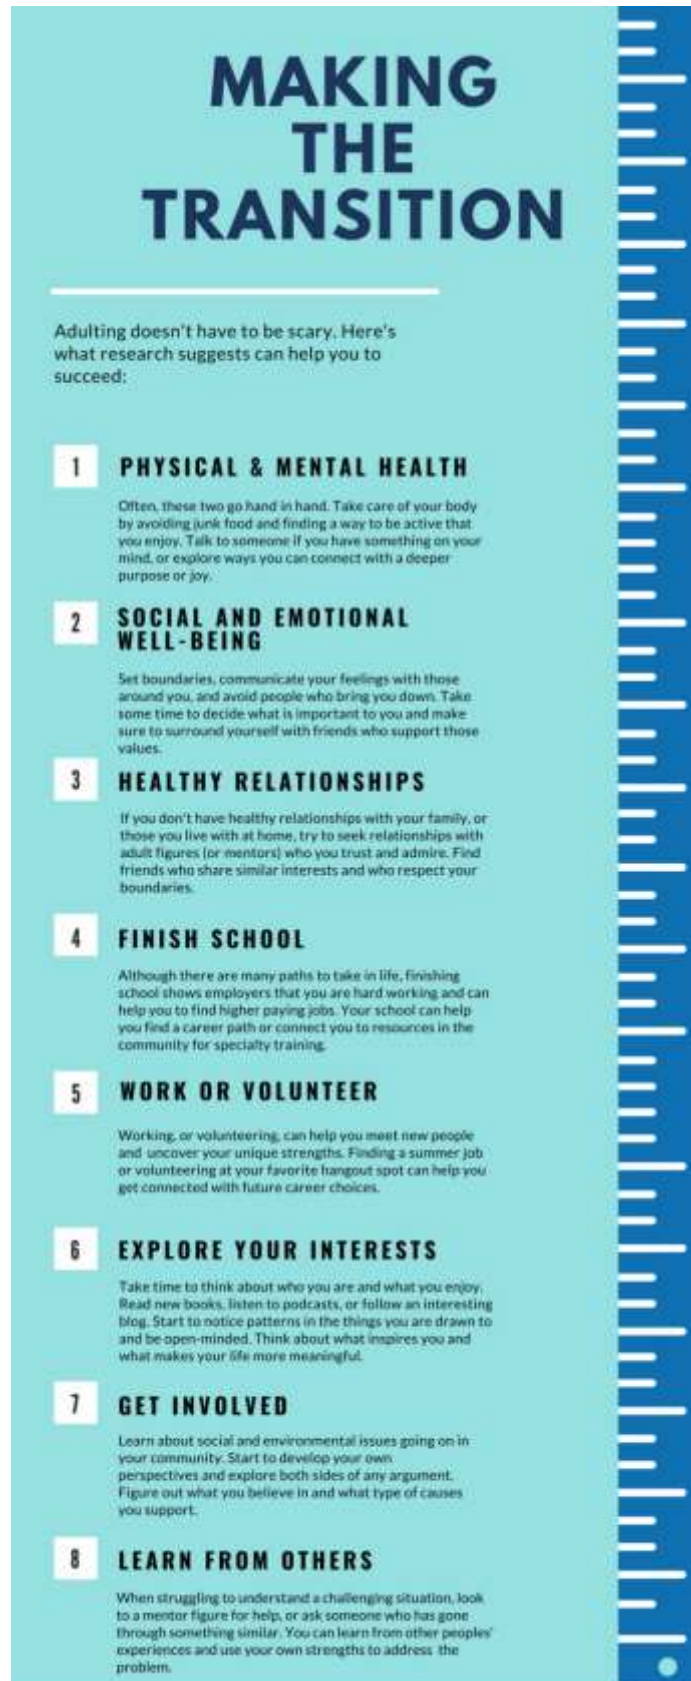 MAKING
THE
TRANSITION
Adulting doesn't have to be scary. Here's
what research suggests can help you to
succeed:
1 PHYSICAL & MENTAL HEALTH
Often, these two go hand in hand. Take care of your body
by avoiding junk food and finding a way to be active that
you enjoy. Talk to someone if you have something on your
mind, or explore ways you can connect with a deeper
purpose or joy.
2 SOCIAL AND EMOTIONAL
WELL-BEING
Set boundaries, communicate your feelings with those
around you, and avoid people who bring you down. Take
some time to decide what is important to you and make
sure to surround yourself with friends who support those
values.
3 HEALTHY RELATIONSHIPS
If you don't have healthy relationships with your family, or
those you live with at home, try to seek relationships with
adult figures (or mentors) who you trust and admire. Find
friends who share similar interests and who respect your
boundaries.
4 FINISH SCHOOL
Although there are many paths to take in life, finishing
school shows employers that you are hard working and can
help you to find higher paying jobs. Your school can help
you find a career path or connect you to resources in the
community for specialty training.
5 WORK OR VOLUNTEER
Working, or volunteering, can help you meet new people
and uncover your unique strengths. Finding a summer job
or volunteering at your favorite hangout spot can help you
get connected with future career choices.
6 EXPLORE YOUR INTERESTS
Take time to think about who you are and what you enjoy.
Read new books, listen to podcasts, or follow an interesting
blog. Start to notice patterns in the things you are drawn to
and be open-minded. Think about what inspires you and
what makes your life more meaningful.
7 GET INVOLVED
Learn about social and environmental issues going on in
your community. Start to develop your own
perspectives and explore both sides of any argument.
Figure out what you believe in and what type of causes
you support.
8 LEARN FROM OTHERS
When struggling to understand a challenging situation, look
to a mentor figure for help, or ask someone who has gone
through something similar. You can learn from other peoples'
experiences and use your own strengths to address the
problem.